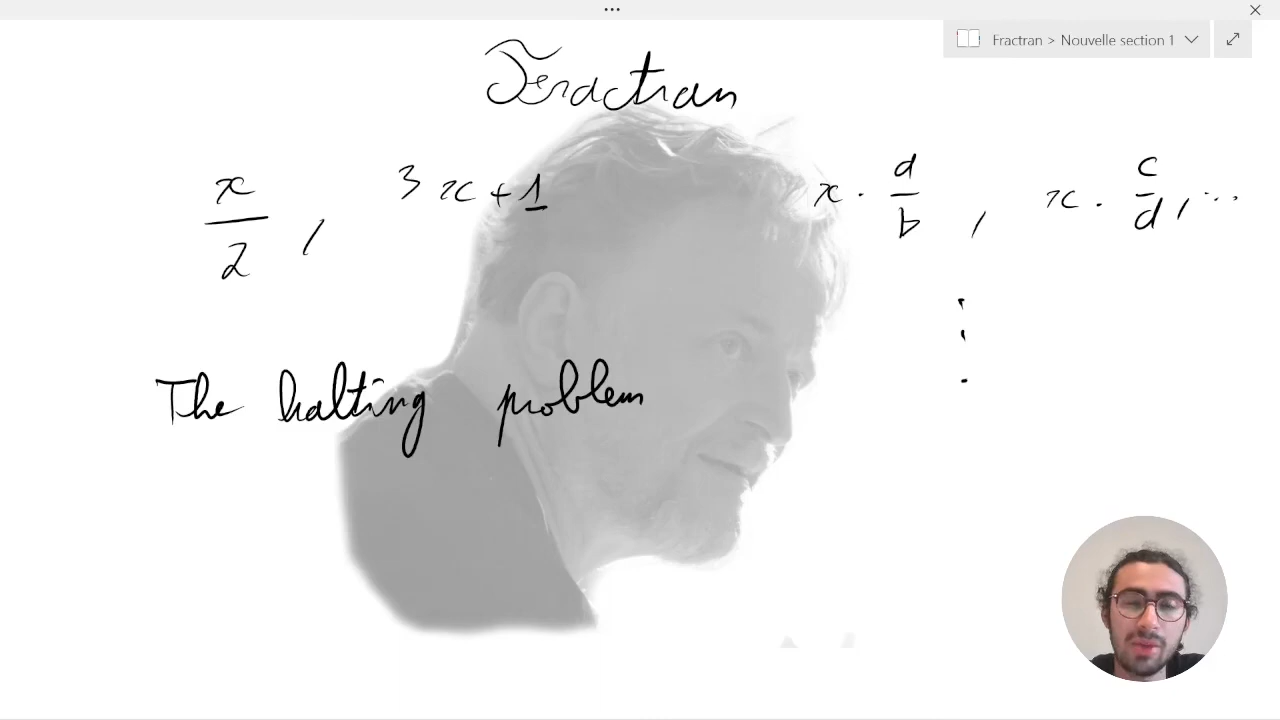 Fractran > Nouvelle section 1
Fractran
x/2 , 3x+1
x · a/b , x · c/d , ...
⋮
The halting problem